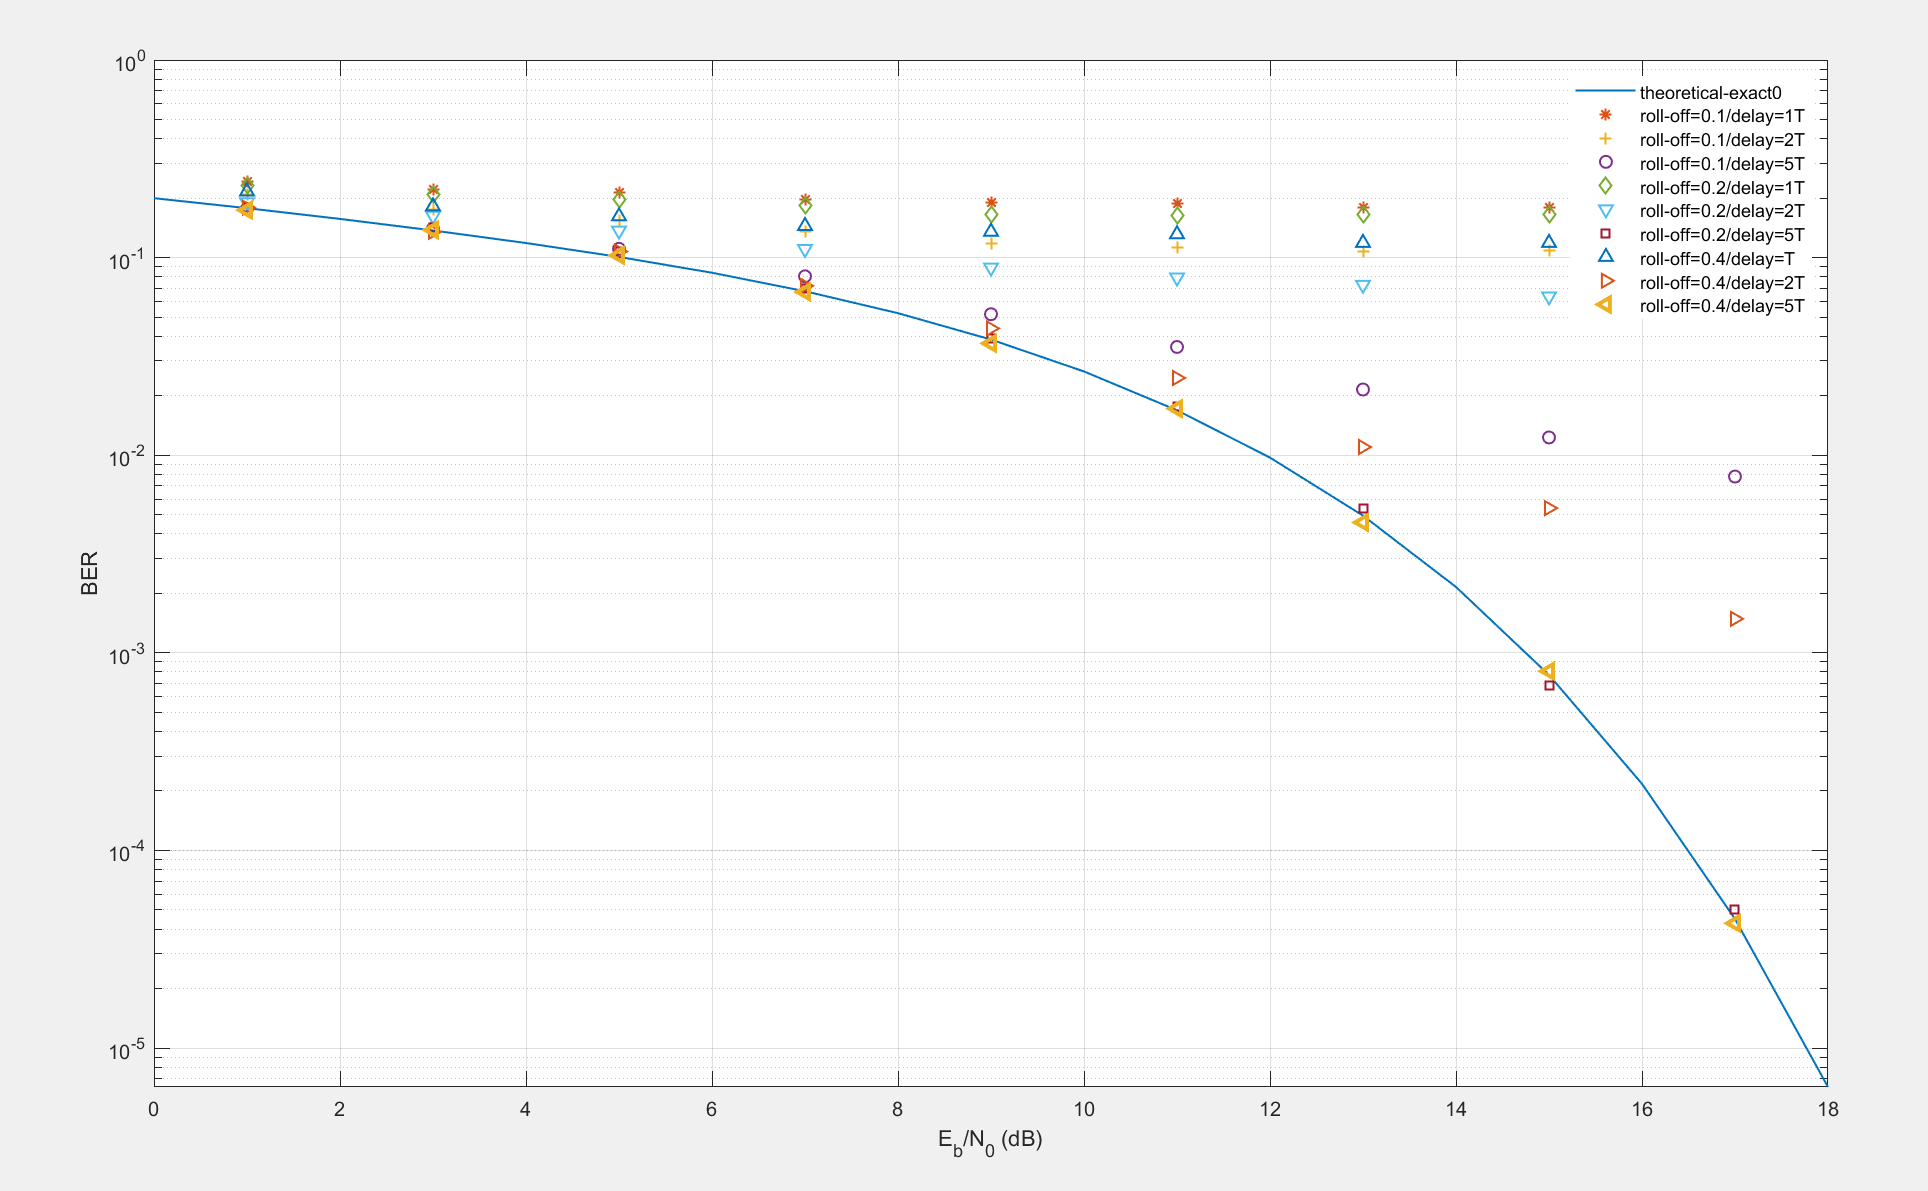 10^0
10^-1
10^-2
10^-3
10^-4
10^-5
BER
0 2 4 6 8 10 12 14 16 18
E_b/N_0 (dB)
theoretical-exact0
roll-off=0.1/delay=1T
roll-off=0.1/delay=2T
roll-off=0.1/delay=5T
roll-off=0.2/delay=1T
roll-off=0.2/delay=2T
roll-off=0.2/delay=5T
roll-off=0.4/delay=T
roll-off=0.4/delay=2T
roll-off=0.4/delay=5T